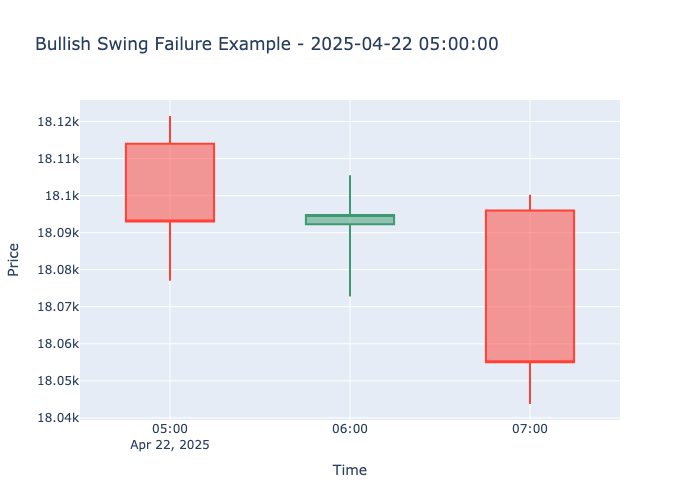 Bullish Swing Failure Example - 2025-04-22 05:00:00
18.12k
18.11k
18.1k
18.09k
18.08k
18.07k
18.06k
18.05k
18.04k
Price
05:00
Apr 22, 2025
06:00
07:00
Time